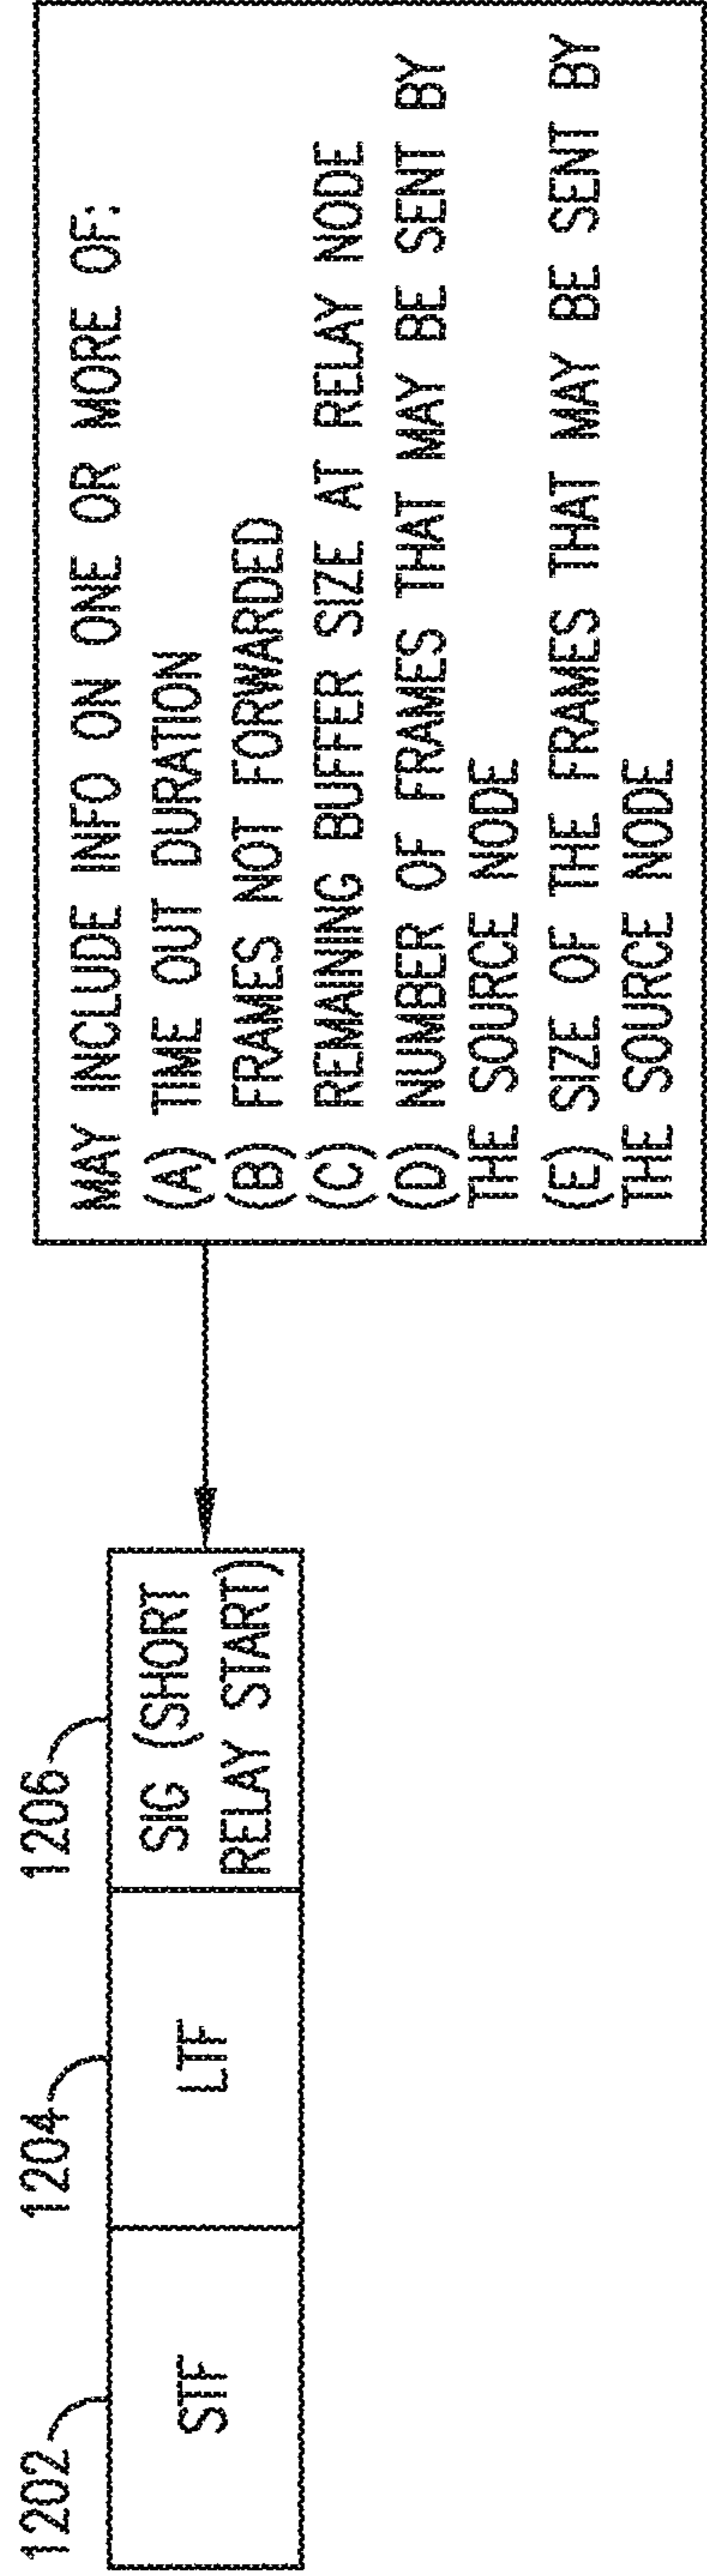 1202
1204
1206
STF
LTF
SIG (SHORT
RELAY START)
MAY INCLUDE INFO ON ONE OR MORE OF:
(A) TIME OUT DURATION
(B) FRAMES NOT FORWARDED
(C) REMAINING BUFFER SIZE AT RELAY NODE
(D) NUMBER OF FRAMES THAT MAY BE SENT BY
THE SOURCE NODE
(E) SIZE OF THE FRAMES THAT MAY BE SENT BY
THE SOURCE NODE